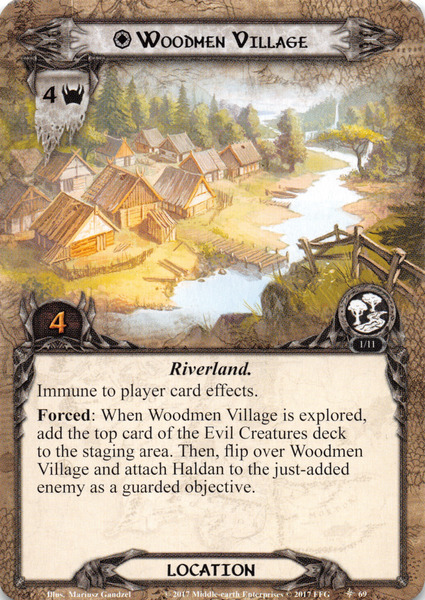 Woodmen Village
4
4
1/11
Riverland.
Immune to player card effects.
Forced: When Woodmen Village is explored,
add the top card of the Evil Creatures deck
to the staging area. Then, flip over Woodmen
Village and attach Haldan to the just-added
enemy as a guarded objective.
LOCATION
Illus. Mariusz Gandzel © 2017 Middle-earth Enterprises © 2017 FFG 69